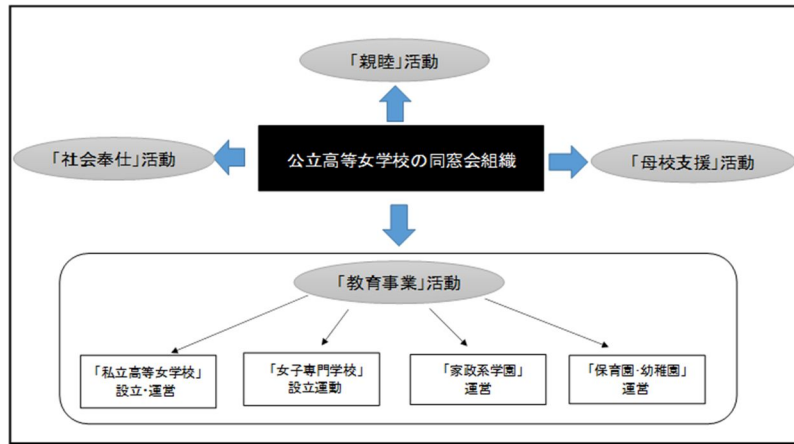 「親睦」活動
「社会奉仕」活動
公立高等女学校の同窓会組織
「母校支援」活動
「教育事業」活動
「私立高等女学校」
設立・運営
「女子専門学校」
設立運動
「家政系学園」
運営
「保育園・幼稚園」
運営